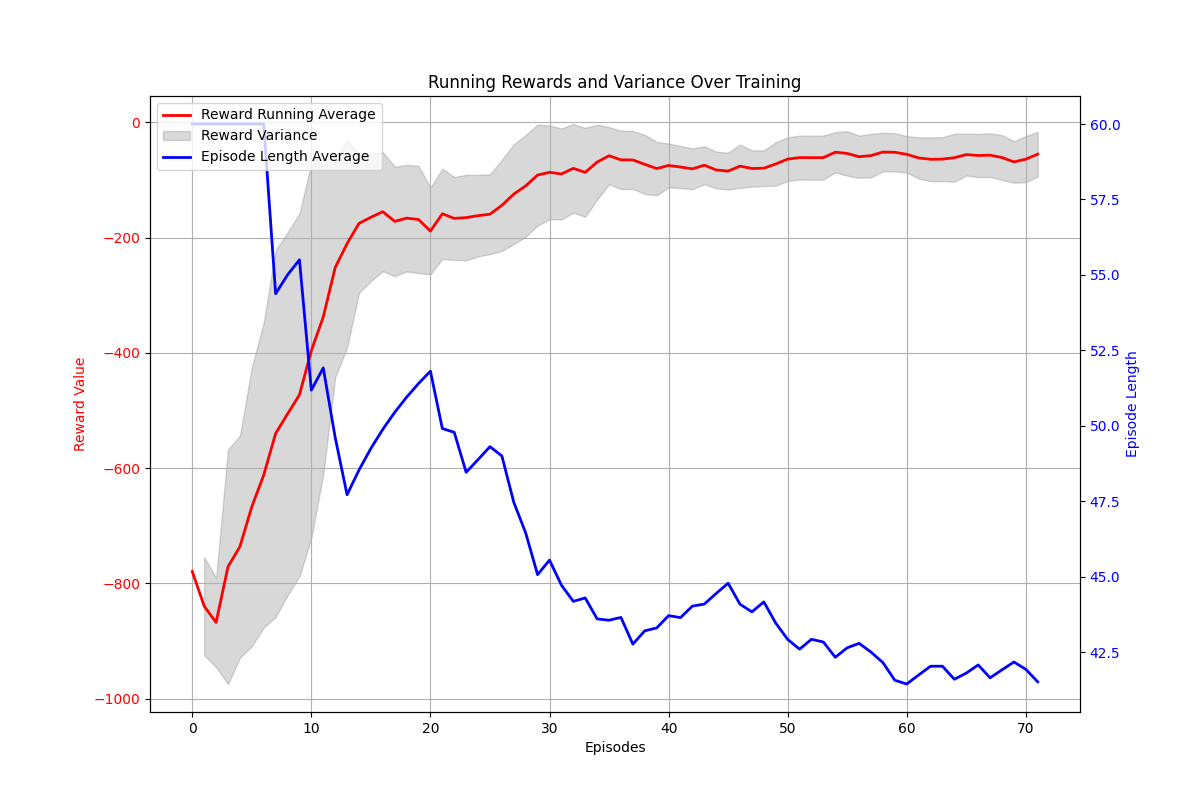 Running Rewards and Variance Over Training
Reward Running Average
Reward Variance
Episode Length Average
Reward Value
0
−200
−400
−600
−800
−1000
60.0
57.5
55.0
52.5
50.0
47.5
45.0
42.5
Episode Length
0 10 20 30 40 50 60 70
Episodes